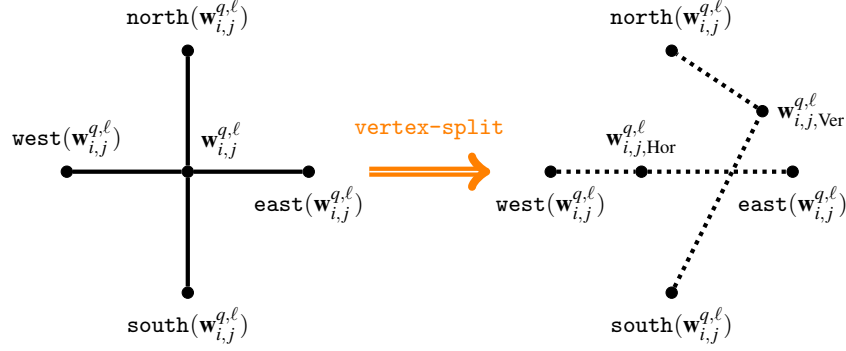 north(𝐰_{i,j}^{q,ℓ})
north(𝐰_{i,j}^{q,ℓ})
west(𝐰_{i,j}^{q,ℓ})
𝐰_{i,j}^{q,ℓ}
vertex-split
𝐰_{i,j,Hor}^{q,ℓ}
𝐰_{i,j,Ver}^{q,ℓ}
east(𝐰_{i,j}^{q,ℓ})
west(𝐰_{i,j}^{q,ℓ})
east(𝐰_{i,j}^{q,ℓ})
south(𝐰_{i,j}^{q,ℓ})
south(𝐰_{i,j}^{q,ℓ})